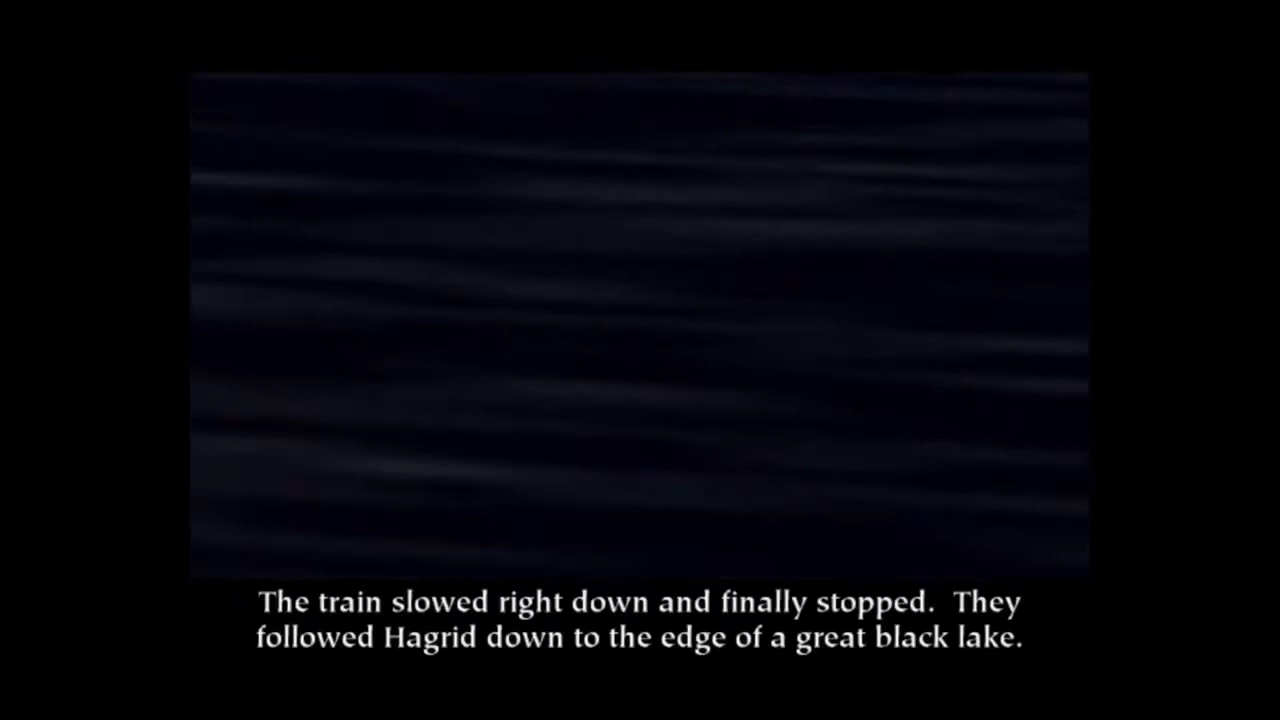 The train slowed right down and finally stopped.  They
followed Hagrid down to the edge of a great black lake.